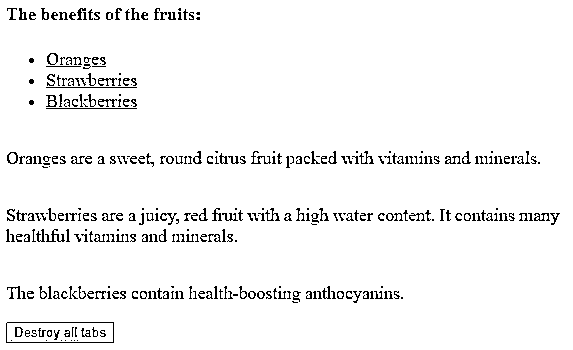 The benefits of the fruits:
Oranges
Strawberries
Blackberries
Oranges are a sweet, round citrus fruit packed with vitamins and minerals.
Strawberries are a juicy, red fruit with a high water content. It contains many
healthful vitamins and minerals.
The blackberries contain health-boosting anthocyanins.
Destroy all tabs